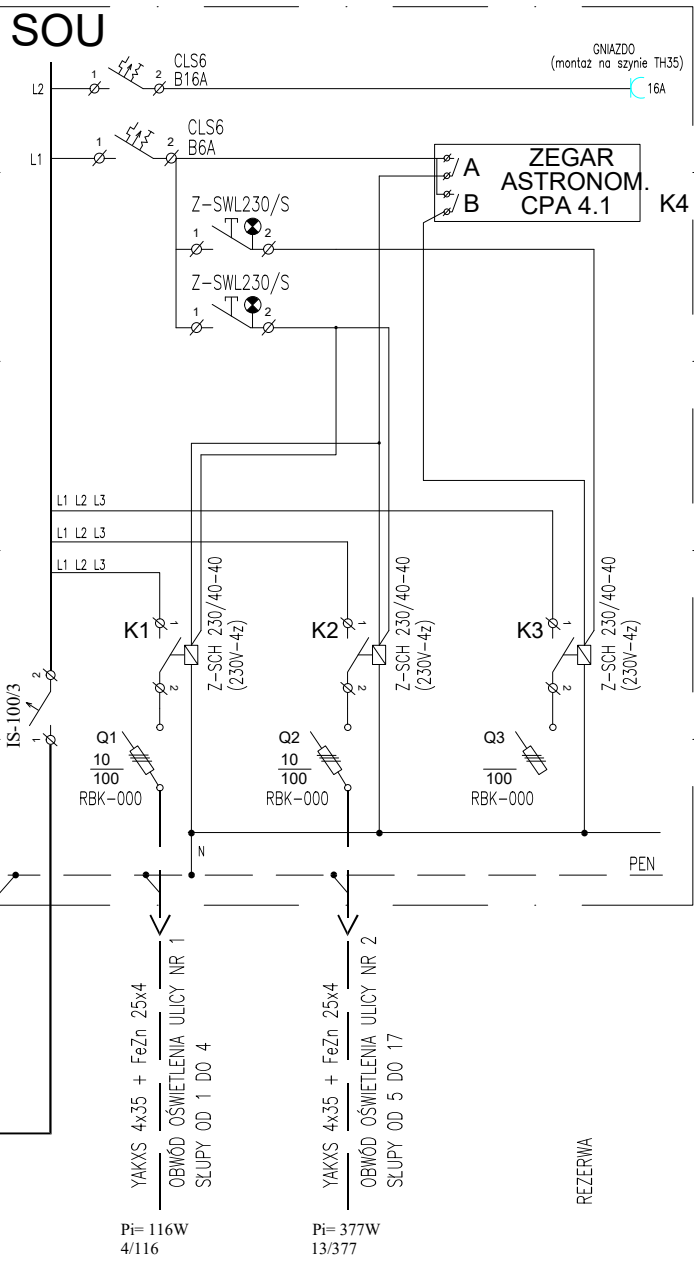 SOU
L2
1
2
CLS6
B16A
GNIAZDO
(montaż na szynie TH35)
16A
L1
1
2
CLS6
B6A
A
B
ZEGAR
ASTRONOM.
CPA 4.1
K4
Z-SWL230/S
1
2
Z-SWL230/S
1
2
L1 L2 L3
L1 L2 L3
L1 L2 L3
K1
1
2
Z-SCH 230/40-40
(230V-4z)
K2
1
2
Z-SCH 230/40-40
(230V-4z)
K3
1
2
Z-SCH 230/40-40
(230V-4z)
IS-100/3
2
1
Q1
10
100
RBK-000
Q2
10
100
RBK-000
Q3
100
RBK-000
N
PEN
YAKXS 4x35 + FeZn 25x4
OBWÓD OŚWIETLENIA ULICY NR 1
SŁUPY OD 1 DO 4
YAKXS 4x35 + FeZn 25x4
OBWÓD OŚWIETLENIA ULICY NR 2
SŁUPY OD 5 DO 17
REZERWA
Pi= 116W
4/116
Pi= 377W
13/377